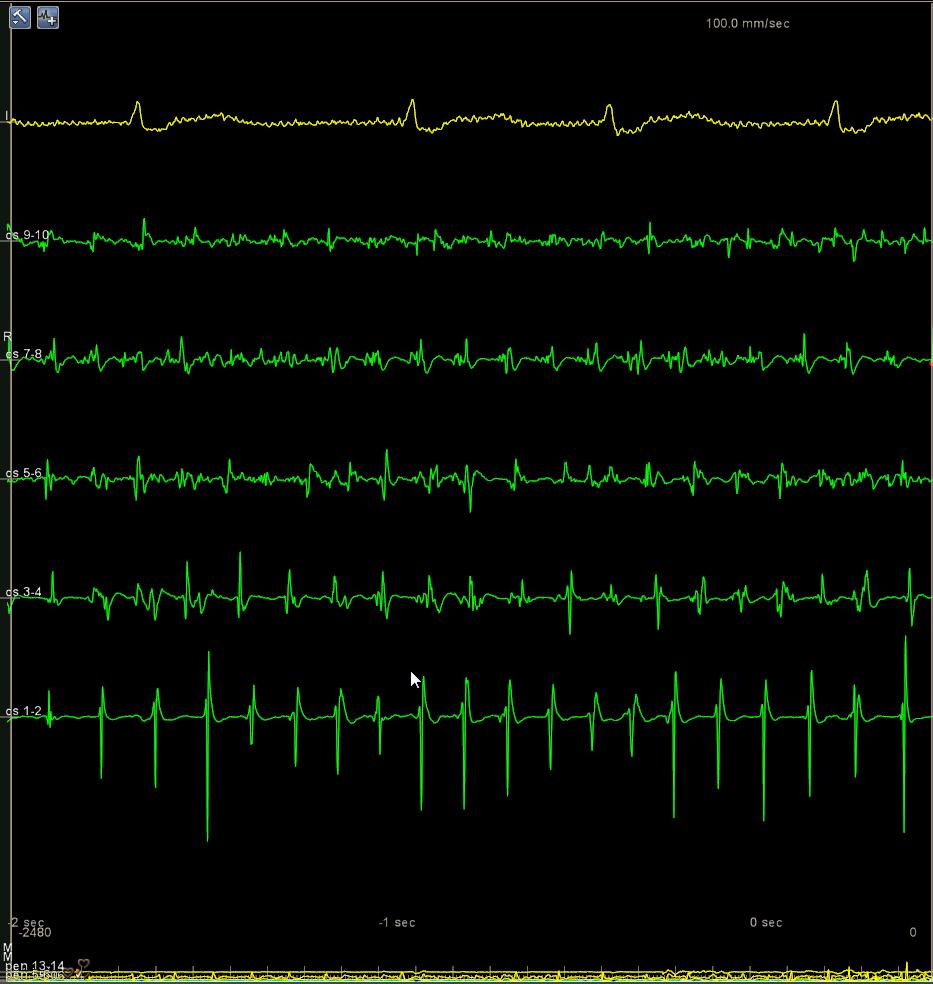 100.0 mm/sec
I
cs 9-10
R
cs 7-8
cs 5-6
cs 3-4
cs 1-2
-2 sec
-1 sec
0 sec
-2480
0
M
M
pen 13-14